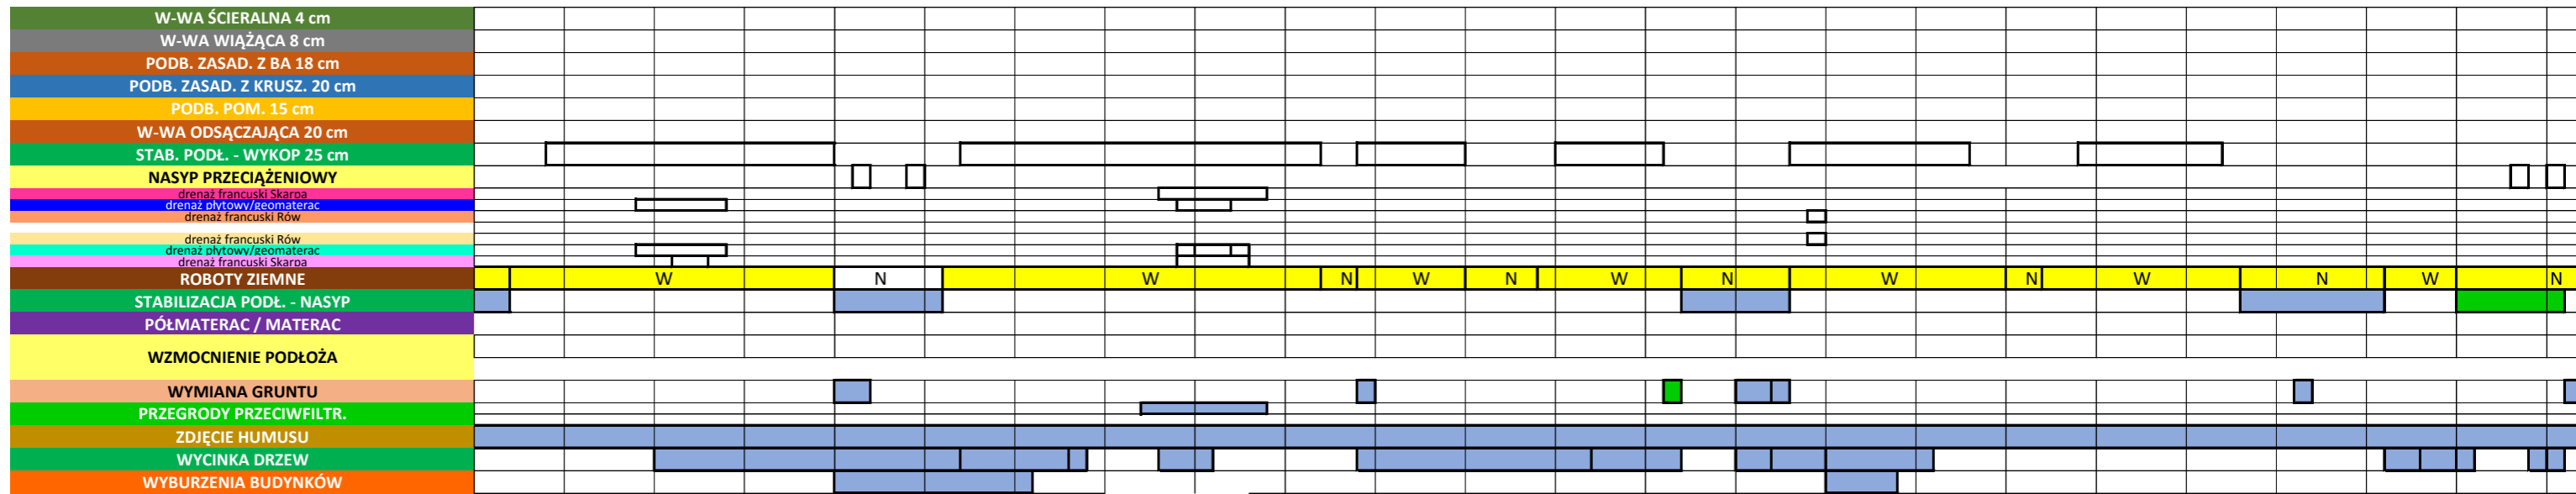 W-WA ŚCIERALNA 4 cm
W-WA WIĄŻĄCA 8 cm
PODB. ZASAD. Z BA 18 cm
PODB. ZASAD. Z KRUSZ. 20 cm
PODB. POM. 15 cm
W-WA ODSĄCZAJĄCA 20 cm
STAB. PODŁ. - WYKOP 25 cm
NASYP PRZECIĄŻENIOWY
drenaż francuski Skarpa
drenaż płytowy/geomaterac
drenaż francuski Rów
drenaż francuski Rów
drenaż płytowy/geomaterac
drenaż francuski Skarpa
ROBOTY ZIEMNE W N W N W N W N W N W N W N
STABILIZACJA PODŁ. - NASYP
PÓŁMATERAC / MATERAC
WZMOCNIENIE PODŁOŻA
WYMIANA GRUNTU
PRZEGRODY PRZECIWFILTR.
ZDJĘCIE HUMUSU
WYCINKA DRZEW
WYBURZENIA BUDYNKÓW